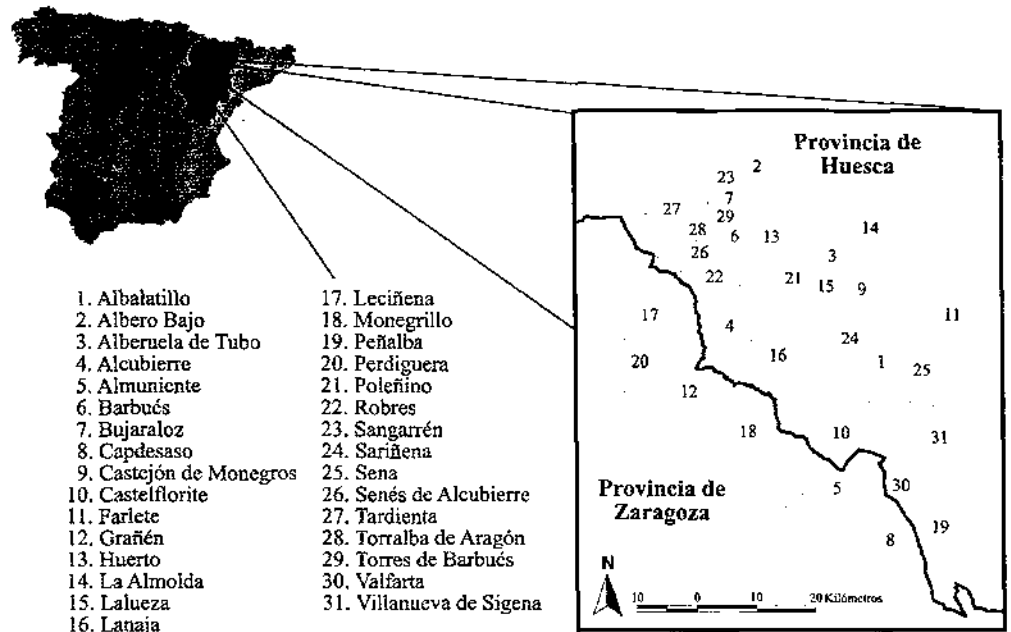 Provincia de
Huesca
2
23
7
27
29
14
28
6
13
26
3
22
21
15
9
17
4
11
24
16
20
1
25
12
18
10
31
Provincia de
Zaragoza
5
30
8
19
N
10
0
10
20 Kilómetros
1. Albalatillo
2. Albero Bajo
3. Alberuela de Tubo
4. Alcubierre
5. Almuniente
6. Barbués
7. Bujaraloz
8. Capdesaso
9. Castejón de Monegros
10. Castelflorite
11. Farlete
12. Grañén
13. Huerto
14. La Almolda
15. Lalueza
16. Lanaja
17. Leciñena
18. Monegrillo
19. Peñalba
20. Perdiguera
21. Poleñino
22. Robres
23. Sangarrén
24. Sariñena
25. Sena
26. Senés de Alcubierre
27. Tardienta
28. Torralba de Aragón
29. Torres de Barbués
30. Valfarta
31. Villanueva de Sigena